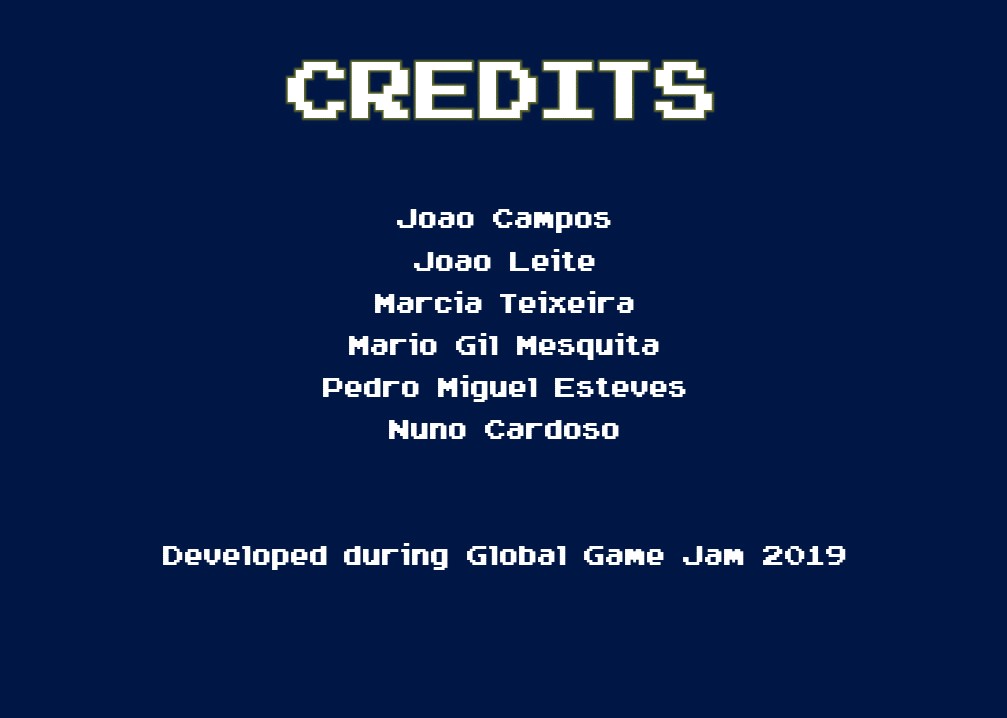 CREDITS
Joao Campos
Joao Leite
Marcia Teixeira
Mario Gil Mesquita
Pedro Miguel Esteves
Nuno Cardoso
Developed during Global Game Jam 2019